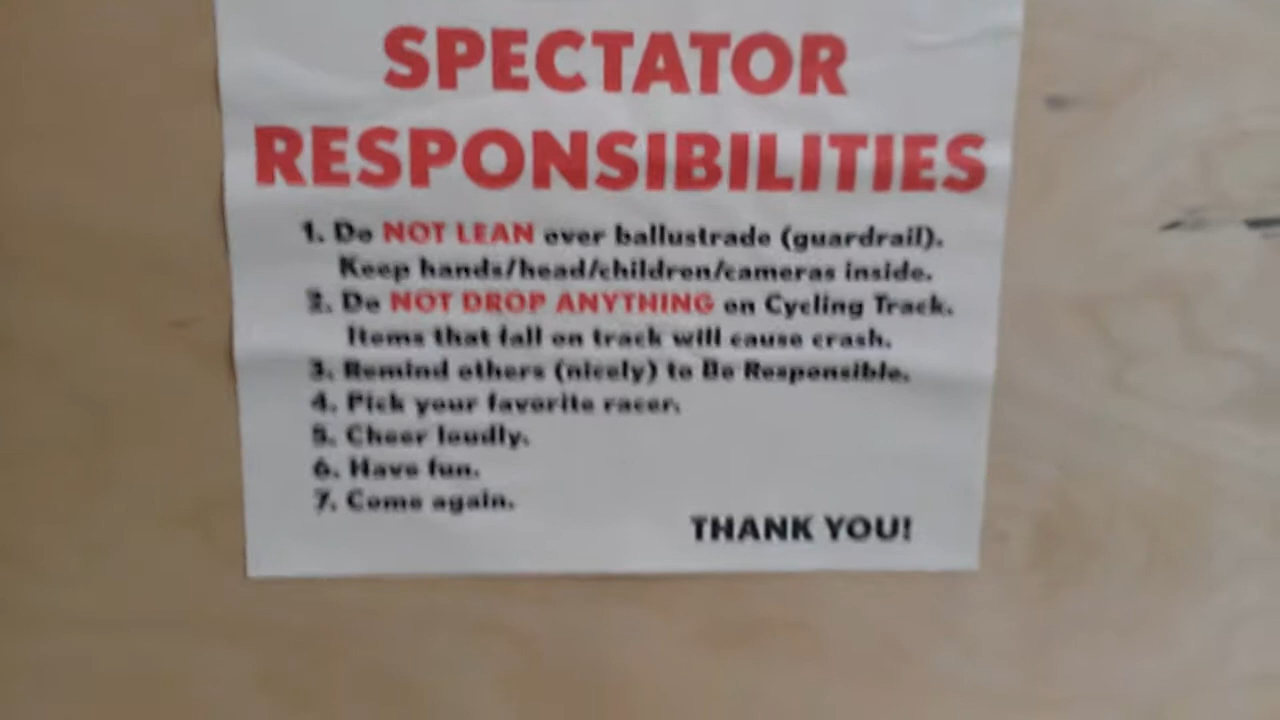 SPECTATOR
RESPONSIBILITIES
1. Do NOT LEAN over ballustrade (guardrail).
Keep hands/head/children/cameras inside.
2. Do NOT DROP ANYTHING on Cycling Track.
Items that fall on track will cause crash.
3. Remind others (nicely) to Be Responsible.
4. Pick your favorite racer.
5. Cheer loudly.
6. Have fun.
7. Come again.
THANK YOU!